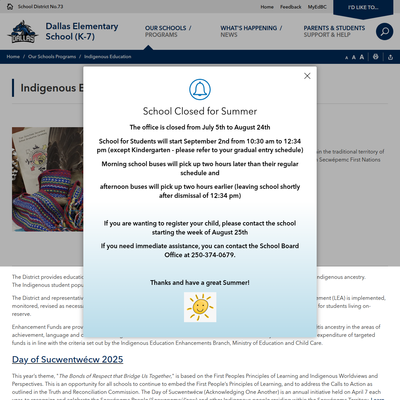 School District No.73
Home
Feedback
MyEDBC
I'D LIKE TO...
Dallas Elementary
School (K-7)
OUR SCHOOLS /
PROGRAMS
WHAT'S HAPPENING /
NEWS
PARENTS & STUDENTS
SUPPORT & HELP
DALLAS
Home / Our Schools Programs / Indigenous Education
A A A
Indigenous E
School Closed for Summer
The office is closed from July 5th to August 24th
School for Students will start September 2nd from 10:30 am to 12:34
pm (except Kindergarten - please refer to your gradual entry schedule)
Morning school buses will pick up two hours later than their regular
schedule and
afternoon buses will pick up two hours earlier (leaving school shortly
after dismissal of 12:34 pm)
If you are wanting to register your child, please contact the school
starting the week of August 25th
If you need immediate assistance, you can contact the School Board
Office at 250-374-0679.
Thanks and have a great Summer!
in the traditional territory of
Secwépemc First Nations
The District provides education
Indigenous ancestry.
The Indigenous student popu
The District and representative
ment (LEA) is implemented,
monitored, revised as necess
for students living on-
reserve.
Enhancement Funds are prov
itis ancestry in the areas of
achievement, language and c
expenditure of targeted
funds is in line with the criteria set out by the Indigenous Education Enhancements Branch, Ministry of Education and Child Care.
Day of Sucwentwécw 2025
This year's theme, "The Bonds of Respect that Bridge Us Together," is based on the First Peoples Principles of Learning and Indigenous Worldviews and
Perspectives. This is an opportunity for all schools to continue to embed the First People's Principles of Learning, and to address the Calls to Action as
outlined in the Truth and Reconciliation Commission. The Day of Sucwentwécw (Acknowledging One Another) is an annual initiative held on April 7 each